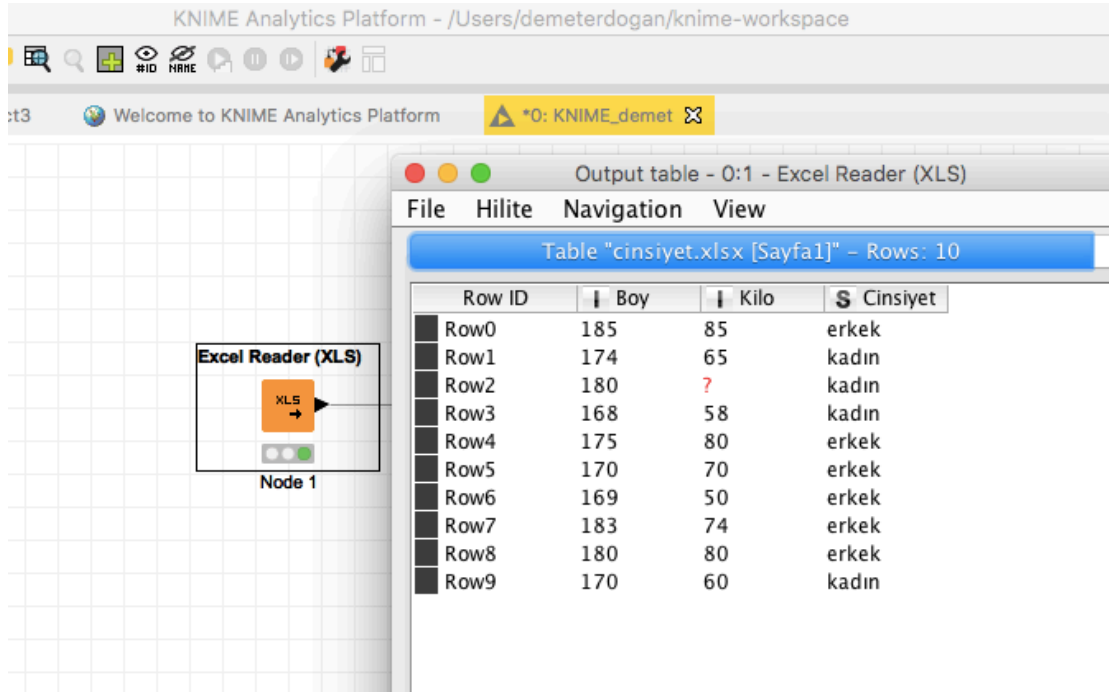 KNIME Analytics Platform - /Users/demeterdogan/knime-workspace
#ID NAME
ct3 Welcome to KNIME Analytics Platform *0: KNIME_demet
Output table - 0:1 - Excel Reader (XLS)
File Hilite Navigation View
Table "cinsiyet.xlsx [Sayfa1]" - Rows: 10
Row ID I Boy I Kilo S Cinsiyet
Row0 185 85 erkek
Row1 174 65 kadın
Row2 180 ? kadın
Row3 168 58 kadın
Row4 175 80 erkek
Row5 170 70 erkek
Row6 169 50 erkek
Row7 183 74 erkek
Row8 180 80 erkek
Row9 170 60 kadın
Excel Reader (XLS)
XLS
Node 1